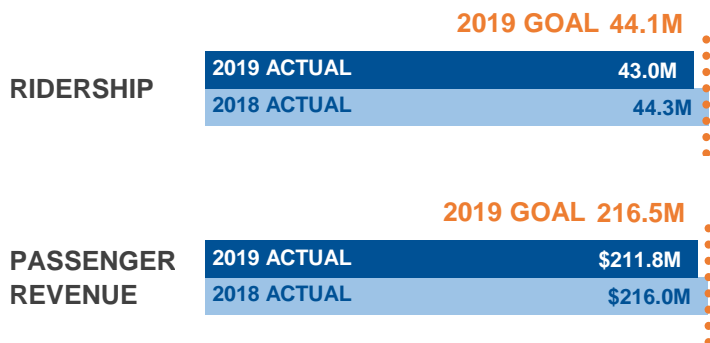 2019 GOAL 44.1M
RIDERSHIP
2019 ACTUAL 43.0M
2018 ACTUAL 44.3M
2019 GOAL 216.5M
PASSENGER REVENUE
2019 ACTUAL $211.8M
2018 ACTUAL $216.0M